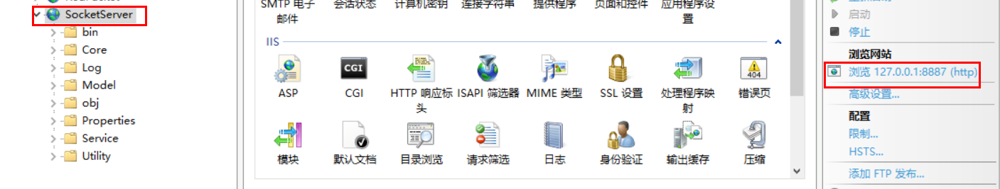 SocketServer
bin
Core
Log
Model
obj
Properties
Service
Utility
SMTP 电子
邮件
会话状态
计算机密钥
连接字符串
提供程序
页面和控件
应用程序设
置
IIS
ASP
CGI
CGI
HTTP 响应标
头
ISAPI 筛选器
MIME 类型
SSL 设置
处理程序映
射
404
错误页
模块
默认文档
目录浏览
请求筛选
日志
身份验证
输出缓存
压缩
启动
停止
浏览网站
浏览 127.0.0.1:8887 (http)
高级设置...
配置
限制...
HSTS...
添加 FTP 发布...